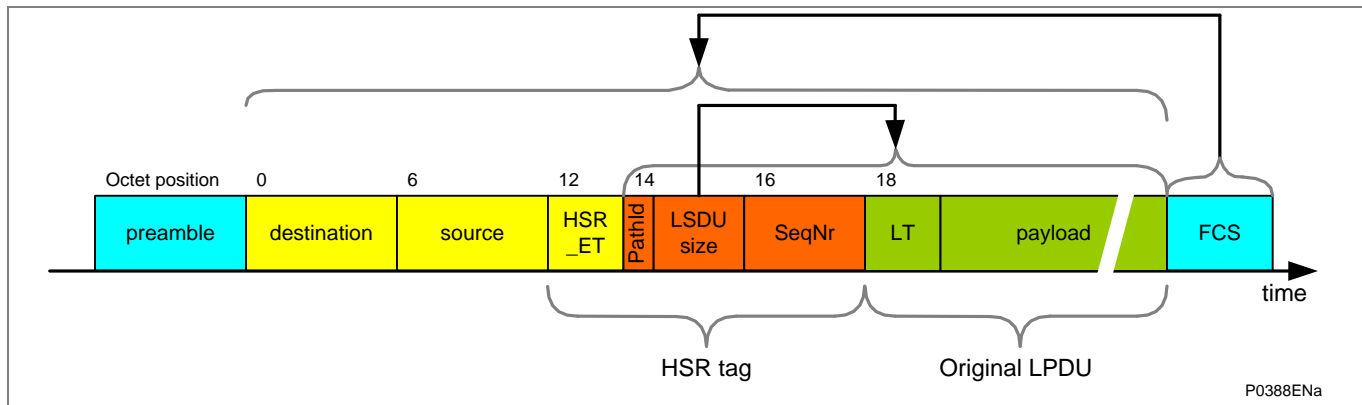 Octet position 0 6 12 14 16 18
preamble destination source HSR _ET PathId LSDU size SeqNr LT payload FCS
time
HSR tag Original LPDU
P0388ENa